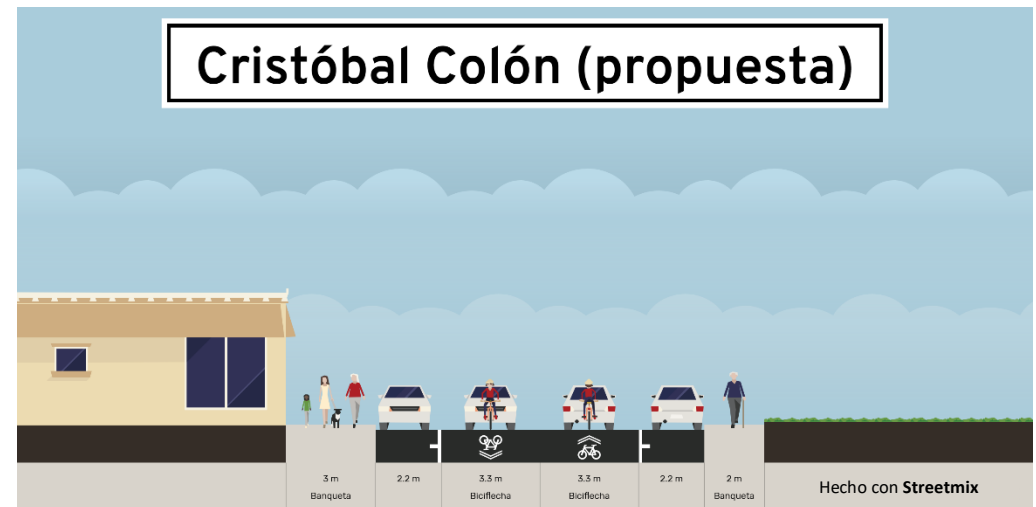 Cristóbal Colón (propuesta)
3 m
2.2 m
3.3 m
3.3 m
2.2 m
2 m
Banqueta
Biciflecha
Biciflecha
Banqueta
Hecho con Streetmix